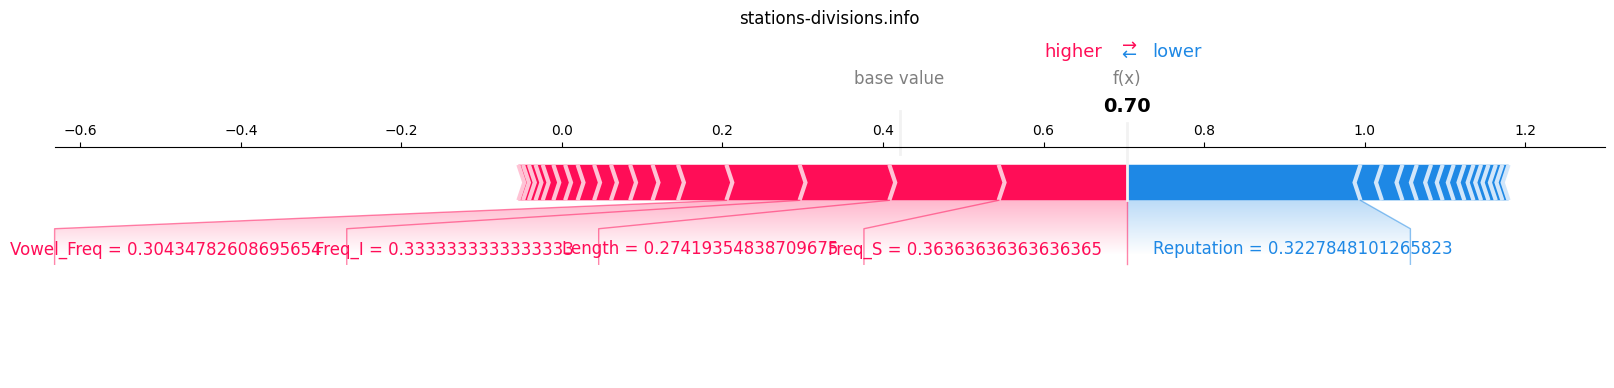 stations-divisions.info
higher ⇄ lower
base value f(x)
0.70
−0.6 −0.4 −0.2 0.0 0.2 0.4 0.6 0.8 1.0 1.2
Vowel_Freq = 0.30434782608695654 Freq_I = 0.3333333333333333 Length = 0.27419354838709675 Freq_S = 0.36363636363636365 Reputation = 0.3227848101265823